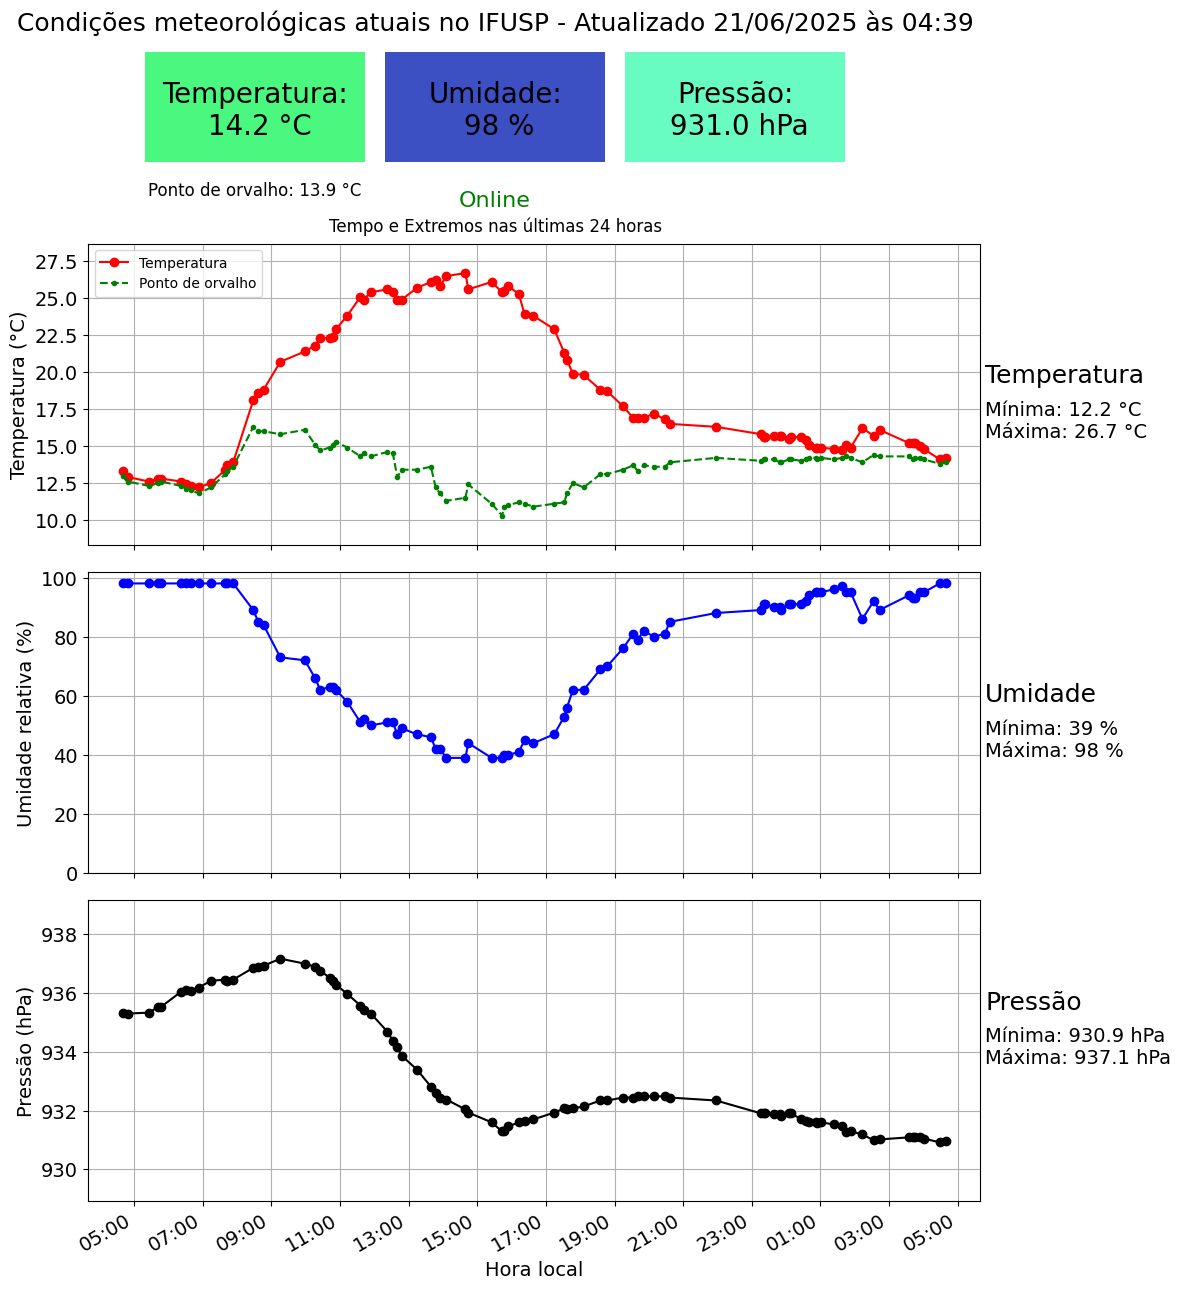 Condições meteorológicas atuais no IFUSP - Atualizado 21/06/2025 às 04:39
Temperatura:
14.2 °C
Umidade:
98 %
Pressão:
931.0 hPa
Ponto de orvalho: 13.9 °C
Online
Tempo e Extremos nas últimas 24 horas
Temperatura (°C)
27.5
25.0
22.5
20.0
17.5
15.0
12.5
10.0
Temperatura
Ponto de orvalho
Temperatura
Mínima: 12.2 °C
Máxima: 26.7 °C
Umidade relativa (%)
100
80
60
40
20
0
Umidade
Mínima: 39 %
Máxima: 98 %
Pressão (hPa)
938
936
934
932
930
Pressão
Mínima: 930.9 hPa
Máxima: 937.1 hPa
05:00
07:00
09:00
11:00
13:00
15:00
17:00
19:00
21:00
23:00
01:00
03:00
05:00
Hora local